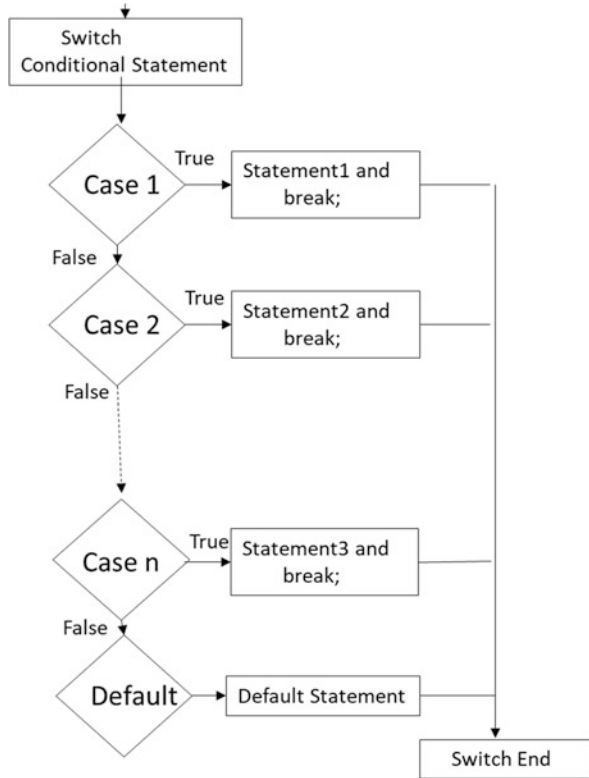 Switch
Conditional Statement
True
Case 1
Statement1 and
break;
False
True
Case 2
Statement2 and
break;
False
True
Case n
Statement3 and
break;
False
Default
Default Statement
Switch End